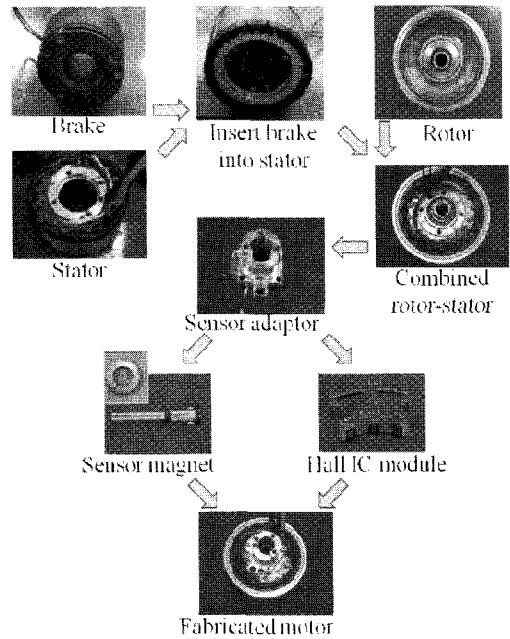 Brake
Insert brake
into stator
Rotor
Stator
Combined
rotor-stator
Sensor adaptor
Sensor magnet
Hall IC module
Fabricated motor